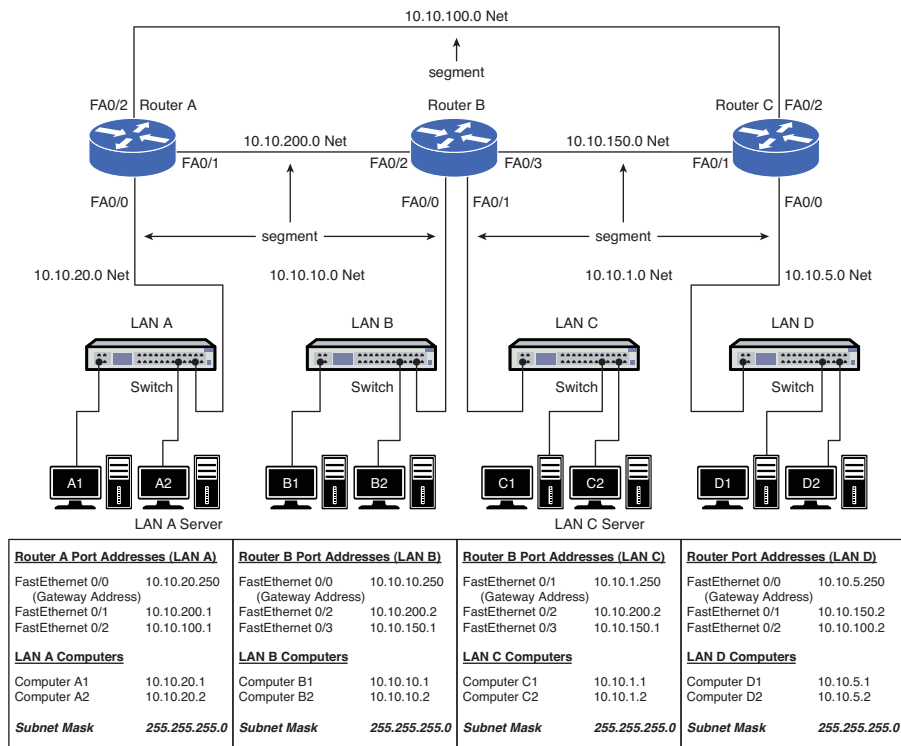 10.10.100.0 Net
segment
FA0/2 Router A
Router B
Router C FA0/2
10.10.200.0 Net
10.10.150.0 Net
FA0/1
FA0/2
FA0/3
FA0/1
FA0/0
FA0/0
FA0/1
FA0/0
segment
segment
10.10.20.0 Net
10.10.10.0 Net
10.10.1.0 Net
10.10.5.0 Net
LAN A
LAN B
LAN C
LAN D
Switch
Switch
Switch
Switch
A1
A2
B1
B2
C1
C2
D1
D2
LAN A Server
LAN C Server
Router A Port Addresses (LAN A)
FastEthernet 0/0 10.10.20.250
(Gateway Address)
FastEthernet 0/1 10.10.200.1
FastEthernet 0/2 10.10.100.1
LAN A Computers
Computer A1 10.10.20.1
Computer A2 10.10.20.2
Subnet Mask 255.255.255.0
Router B Port Addresses (LAN B)
FastEthernet 0/0 10.10.10.250
(Gateway Address)
FastEthernet 0/2 10.10.200.2
FastEthernet 0/3 10.10.150.1
LAN B Computers
Computer B1 10.10.10.1
Computer B2 10.10.10.2
Subnet Mask 255.255.255.0
Router B Port Addresses (LAN C)
FastEthernet 0/1 10.10.1.250
(Gateway Address)
FastEthernet 0/2 10.10.200.2
FastEthernet 0/3 10.10.150.1
LAN C Computers
Computer C1 10.10.1.1
Computer C2 10.10.1.2
Subnet Mask 255.255.255.0
Router Port Addresses (LAN D)
FastEthernet 0/0 10.10.5.250
(Gateway Address)
FastEthernet 0/1 10.10.150.2
FastEthernet 0/2 10.10.100.2
LAN D Computers
Computer D1 10.10.5.1
Computer D2 10.10.5.2
Subnet Mask 255.255.255.0